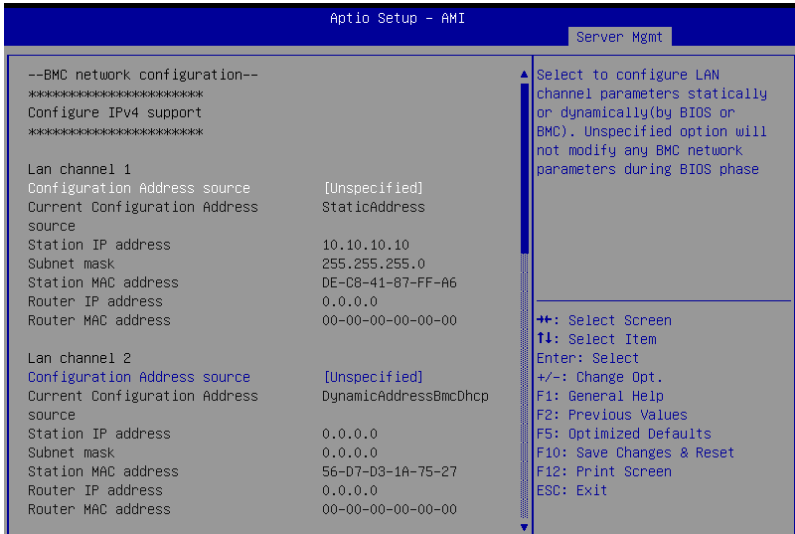 Aptio Setup - AMI
Server Mgmt
--BMC network configuration--
***********************
Configure IPv4 support
***********************
Lan channel 1
Configuration Address source [Unspecified]
Current Configuration Address StaticAddress
source
Station IP address 10.10.10.10
Subnet mask 255.255.255.0
Station MAC address DE-C8-41-87-FF-A6
Router IP address 0.0.0.0
Router MAC address 00-00-00-00-00-00
Lan channel 2
Configuration Address source [Unspecified]
Current Configuration Address DynamicAddressBmcDhcp
source
Station IP address 0.0.0.0
Subnet mask 0.0.0.0
Station MAC address 56-D7-D3-1A-75-27
Router IP address 0.0.0.0
Router MAC address 00-00-00-00-00-00
Select to configure LAN
channel parameters statically
or dynamically(by BIOS or
BMC). Unspecified option will
not modify any BMC network
parameters during BIOS phase
→←: Select Screen
↑↓: Select Item
Enter: Select
+/-: Change Opt.
F1: General Help
F2: Previous Values
F5: Optimized Defaults
F10: Save Changes & Reset
F12: Print Screen
ESC: Exit